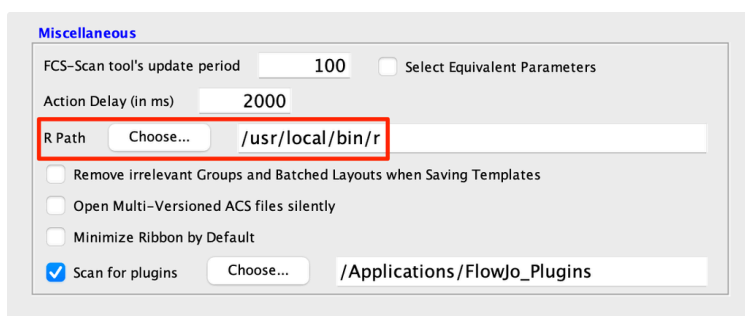 Miscellaneous
FCS-Scan tool's update period 100 Select Equivalent Parameters
Action Delay (in ms) 2000
R Path Choose... /usr/local/bin/r
Remove irrelevant Groups and Batched Layouts when Saving Templates
Open Multi-Versioned ACS files silently
Minimize Ribbon by Default
Scan for plugins Choose... /Applications/FlowJo_Plugins